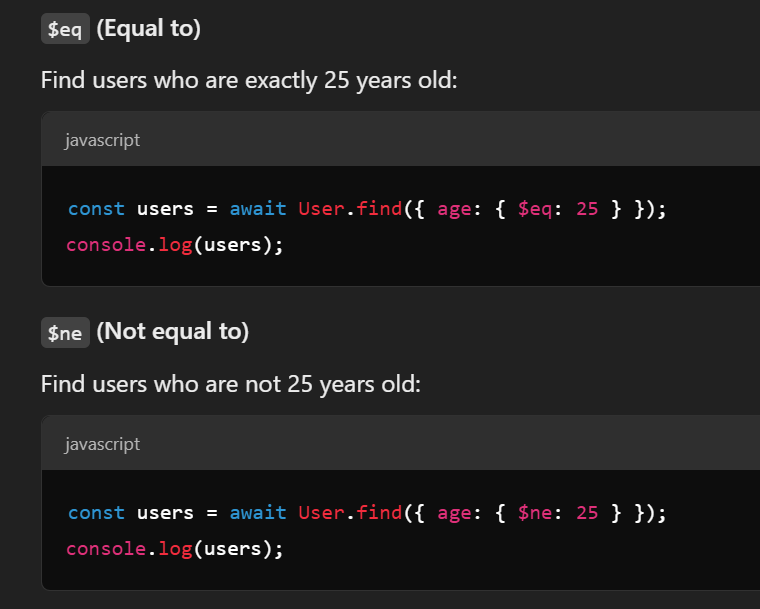 $eq (Equal to)
Find users who are exactly 25 years old:
javascript
const users = await User.find({ age: { $eq: 25 } });
console.log(users);
$ne (Not equal to)
Find users who are not 25 years old:
javascript
const users = await User.find({ age: { $ne: 25 } });
console.log(users);